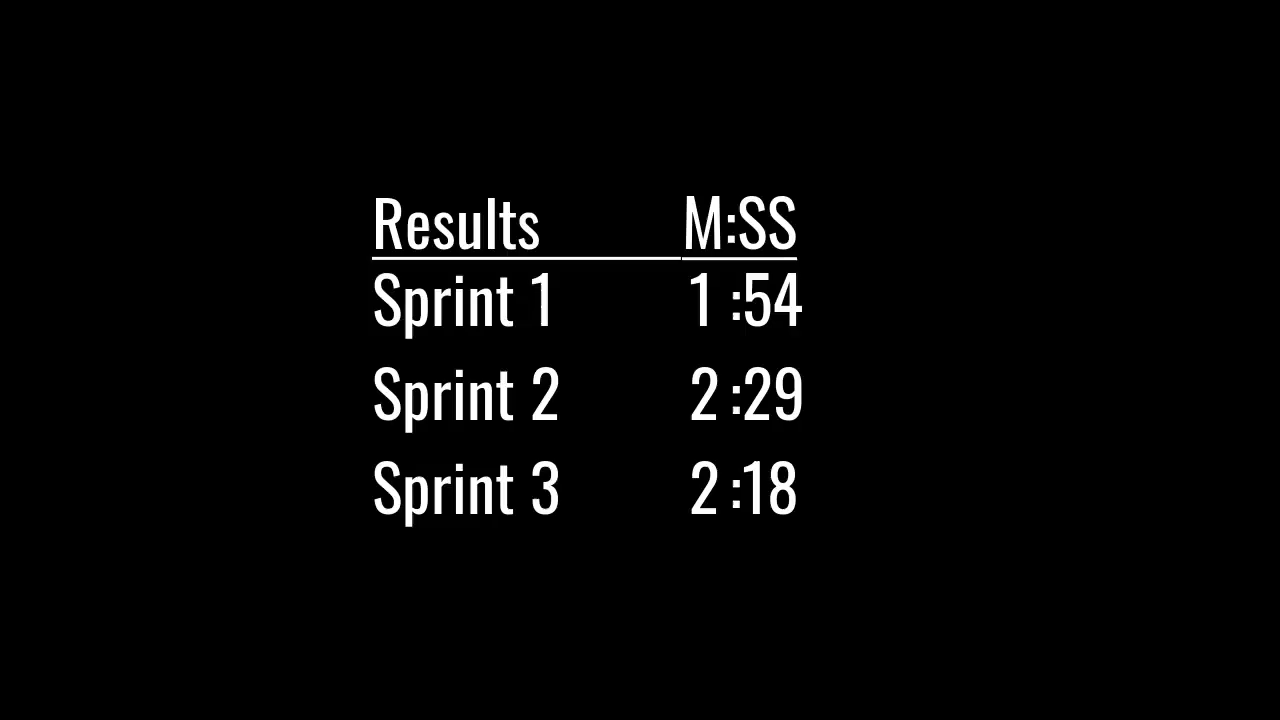 Results M:SS
Sprint 1 1 :54
Sprint 2 2 :29
Sprint 3 2 :18